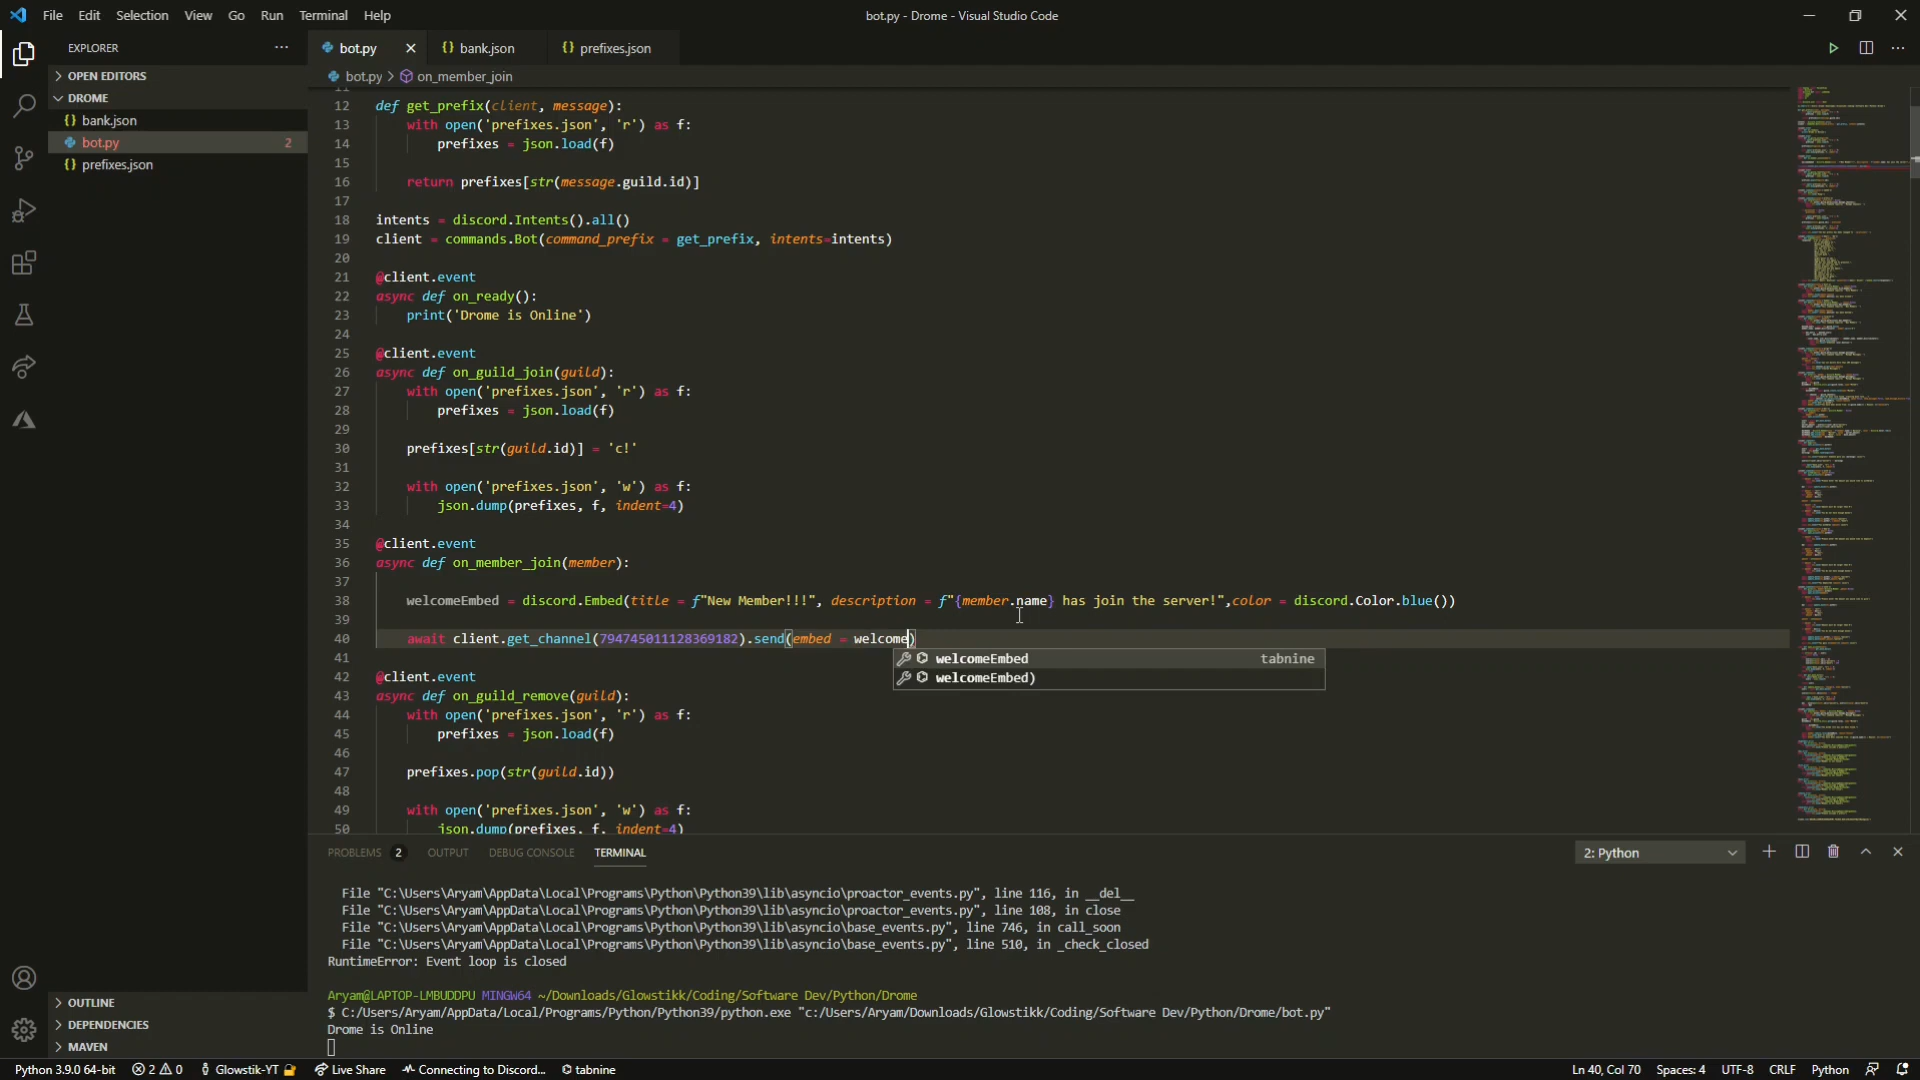 File Edit Selection View Go Run Terminal Help
bot.py - Drome - Visual Studio Code
EXPLORER
OPEN EDITORS
DROME
bank.json
bot.py 2
prefixes.json
OUTLINE
DEPENDENCIES
MAVEN
bot.py bank.json prefixes.json
bot.py > on_member_join
11
12 def get_prefix(client, message):
13 with open('prefixes.json', 'r') as f:
14 prefixes = json.load(f)
15
16 return prefixes[str(message.guild.id)]
17
18 intents = discord.Intents().all()
19 client = commands.Bot(command_prefix = get_prefix, intents=intents)
20
21 @client.event
22 async def on_ready():
23 print('Drome is Online')
24
25 @client.event
26 async def on_guild_join(guild):
27 with open('prefixes.json', 'r') as f:
28 prefixes = json.load(f)
29
30 prefixes[str(guild.id)] = 'c!'
31
32 with open('prefixes.json', 'w') as f:
33 json.dump(prefixes, f, indent=4)
34
35 @client.event
36 async def on_member_join(member):
37
38 welcomeEmbed = discord.Embed(title = f"New Member!!!", description = f"{member.name} has join the server!",color = discord.Color.blue())
39
40 await client.get_channel(794745011128369182).send(embed = welcome)
welcomeEmbed tabnine
welcomeEmbed)
41
42 @client.event
43 async def on_guild_remove(guild):
44 with open('prefixes.json', 'r') as f:
45 prefixes = json.load(f)
46
47 prefixes.pop(str(guild.id))
48
49 with open('prefixes.json', 'w') as f:
50 json.dump(prefixes, f, indent=4)
PROBLEMS 2 OUTPUT DEBUG CONSOLE TERMINAL 2: Python
File "C:\Users\Aryam\AppData\Local\Programs\Python\Python39\lib\asyncio\proactor_events.py", line 116, in __del__
File "C:\Users\Aryam\AppData\Local\Programs\Python\Python39\lib\asyncio\proactor_events.py", line 108, in close
File "C:\Users\Aryam\AppData\Local\Programs\Python\Python39\lib\asyncio\base_events.py", line 746, in call_soon
File "C:\Users\Aryam\AppData\Local\Programs\Python\Python39\lib\asyncio\base_events.py", line 510, in _check_closed
RuntimeError: Event loop is closed
Aryam@LAPTOP-LMBUDDPU MINGW64 ~/Downloads/Glowstikk/Coding/Software Dev/Python/Drome
$ C:/Users/Aryam/AppData/Local/Programs/Python/Python39/python.exe "c:/Users/Aryam/Downloads/Glowstikk/Coding/Software Dev/Python/Drome/bot.py"
Drome is Online
Python 3.9.0 64-bit 2 0 Glowstik-YT Live Share Connecting to Discord... tabnine Ln 40, Col 70 Spaces: 4 UTF-8 CRLF Python